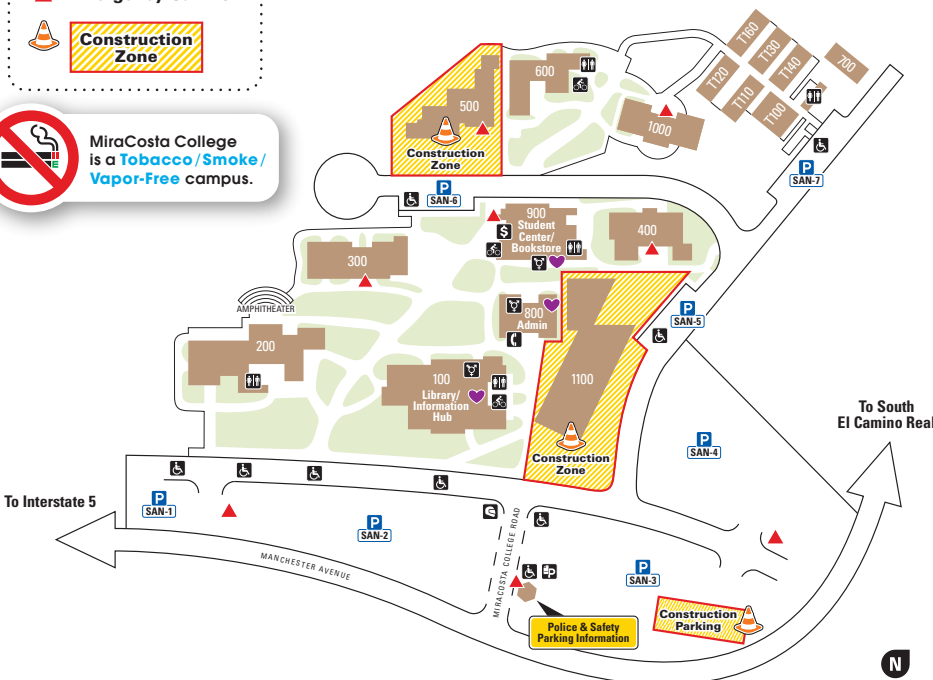 Construction
Zone
MiraCosta College
is a Tobacco/Smoke/
Vapor-Free campus.
T160
T130
T140
T120
T110
T100
700
600
500
1000
Construction
Zone
P
SAN-6
P
SAN-7
900
Student
Center/
Bookstore
$
400
300
AMPHITHEATER
800
Admin
P
SAN-5
200
100
Library/
Information
Hub
1100
Construction
Zone
To South
El Camino Real
P
SAN-4
To Interstate 5
P
SAN-1
P
SAN-2
MANCHESTER AVENUE
MIRACOSTA COLLEGE ROAD
P
P
SAN-3
Construction
Parking
Police & Safety
Parking Information
N